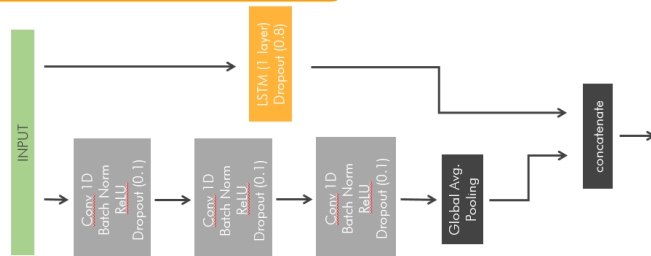 INPUT
LSTM (1 layer)
Dropout (0.8)
Conv 1D
Batch Norm
ReLU
Dropout (0.1)
Conv 1D
Batch Norm
ReLU
Dropout (0.1)
Conv 1D
Batch Norm
ReLU
Dropout (0.1)
Global Avg.
Pooling
concatenate